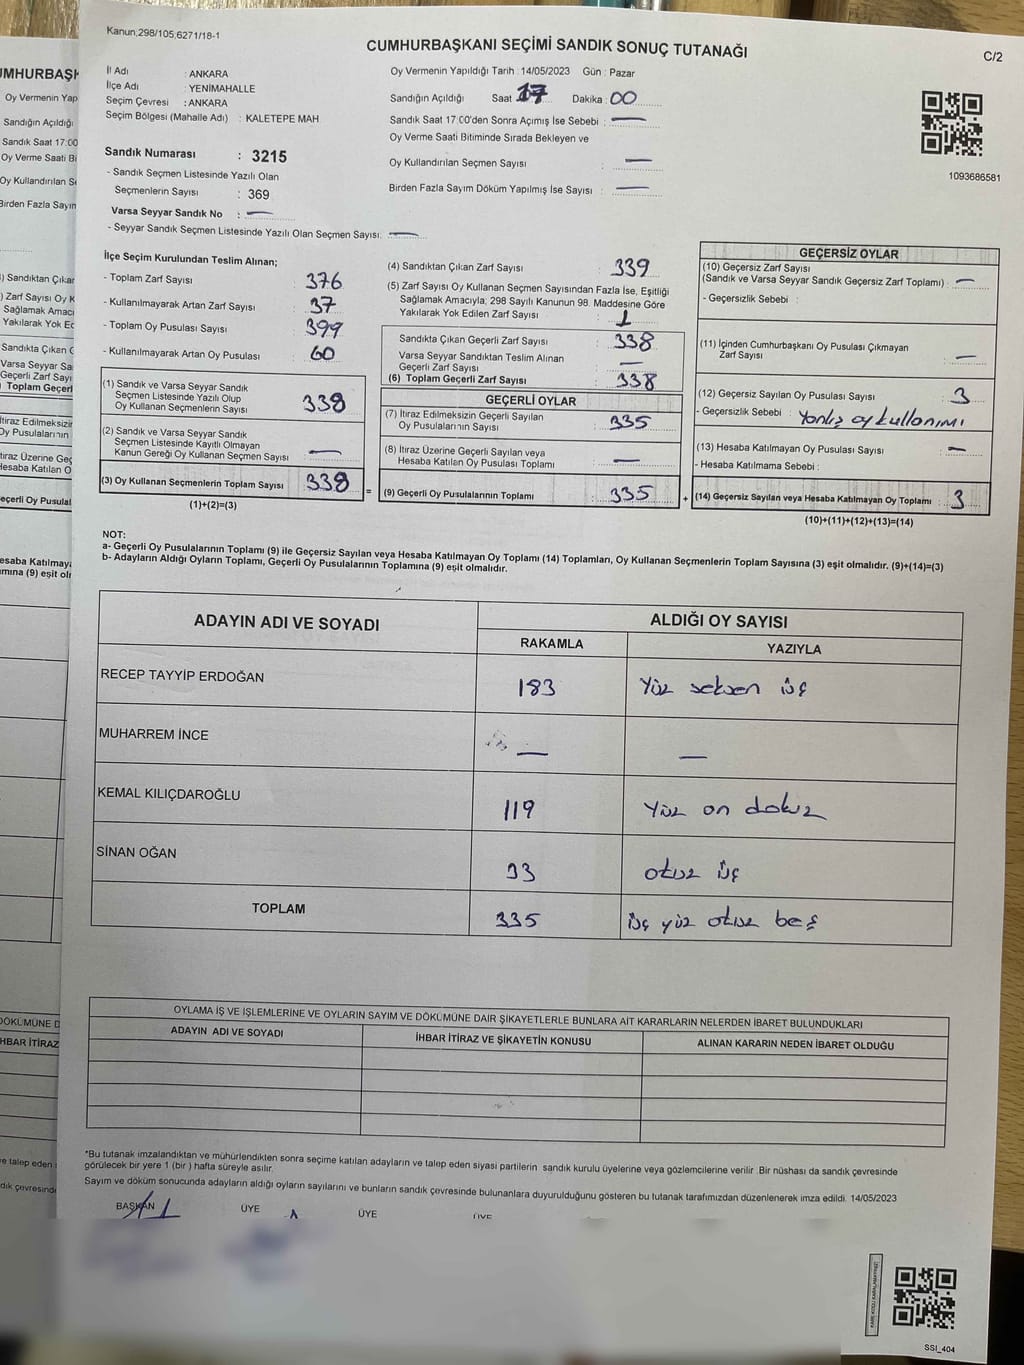 Kanun;298/105,6271/18-1
CUMHURBAŞKANI SEÇİMİ SANDIK SONUÇ TUTANAĞI
C/2
İl Adı : ANKARA
İlçe Adı : YENİMAHALLE
Seçim Çevresi : ANKARA
Seçim Bölgesi (Mahalle Adı) : KALETEPE MAH
Sandık Numarası : 3215
- Sandık Seçmen Listesinde Yazılı Olan
Seçmenlerin Sayısı : 369
Varsa Seyyar Sandık No : —
- Seyyar Sandık Seçmen Listesinde Yazılı Olan Seçmen Sayısı: —
Oy Vermenin Yapıldığı Tarih :14/05/2023 Gün : Pazar
Sandığın Açıldığı Saat 17 Dakika : 00
Sandık Saat 17:00'den Sonra Açımış İse Sebebi : —
Oy Verme Saati Bitiminde Sırada Bekleyen ve
Oy Kullandırılan Seçmen Sayısı : —
Birden Fazla Sayım Döküm Yapılmış İse Sayısı : —
1093686581
İlçe Seçim Kurulundan Teslim Alınan;
- Toplam Zarf Sayısı : 376
- Kullanılmayarak Artan Zarf Sayısı : 37
- Toplam Oy Pusulası Sayısı : 399
- Kullanılmayarak Artan Oy Pusulası : 60
(1) Sandık ve Varsa Seyyar Sandık
Seçmen Listesinde Yazılı Olup
Oy Kullanan Seçmenlerin Sayısı : 338
(2) Sandık ve Varsa Seyyar Sandık
Seçmen Listesinde Kayıtlı Olmayan
Kanun Gereği Oy Kullanan Seçmen Sayısı : —
(3) Oy Kullanan Seçmenlerin Toplam Sayısı : 338
(1)+(2)=(3)
(4) Sandıktan Çıkan Zarf Sayısı : 339
(5) Zarf Sayısı Oy Kullanan Seçmen Sayısından Fazla İse, Eşitliği
Sağlamak Amacıyla; 298 Sayılı Kanunun 98. Maddesine Göre
Yakılarak Yok Edilen Zarf Sayısı : 1
Sandıkta Çıkan Geçerli Zarf Sayısı : 338
Varsa Seyyar Sandıktan Teslim Alınan
Geçerli Zarf Sayısı : —
(6) Toplam Geçerli Zarf Sayısı : 338
GEÇERLİ OYLAR
(7) İtiraz Edilmeksizin Geçerli Sayılan
Oy Pusulalarının Sayısı : 335
(8) İtiraz Üzerine Geçerli Sayılan veya
Hesaba Katılan Oy Pusulası Toplamı : —
= (9) Geçerli Oy Pusulalarının Toplamı : 335 +
GEÇERSİZ OYLAR
(10) Geçersiz Zarf Sayısı
(Sandık ve Varsa Seyyar Sandık Geçersiz Zarf Toplamı) : —
- Geçersizlik Sebebi :
(11) İçinden Cumhurbaşkanı Oy Pusulası Çıkmayan
Zarf Sayısı : —
(12) Geçersiz Sayılan Oy Pusulası Sayısı : 3
- Geçersizlik Sebebi : Yanlış oy kullanımı
(13) Hesaba Katılmayan Oy Pusulası Sayısı : —
- Hesaba Katılmama Sebebi :
(14) Geçersiz Sayılan veya Hesaba Katılmayan Oy Toplamı : 3
(10)+(11)+(12)+(13)=(14)
NOT:
a- Geçerli Oy Pusulalarının Toplamı (9) ile Geçersiz Sayılan veya Hesaba Katılmayan Oy Toplamı (14) Toplamları, Oy Kullanan Seçmenlerin Toplam Sayısına (3) eşit olmalıdır. (9)+(14)=(3)
b- Adayların Aldığı Oyların Toplamı, Geçerli Oy Pusulalarının Toplamına (9) eşit olmalıdır.
ADAYIN ADI VE SOYADI
ALDIĞI OY SAYISI
RAKAMLA YAZIYLA
RECEP TAYYİP ERDOĞAN 183 Yüz seksen üç
MUHARREM İNCE — —
KEMAL KILIÇDAROĞLU 119 Yüz on dokuz
SİNAN OĞAN 33 otuz üç
TOPLAM 335 üç yüz otuz beş
OYLAMA İŞ VE İŞLEMLERİNE VE OYLARIN SAYIM VE DÖKÜMÜNE DAİR ŞİKAYETLERLE BUNLARA AİT KARARLARIN NELERDEN İBARET BULUNDUKLARI
ADAYIN ADI VE SOYADI
İHBAR İTİRAZ VE ŞİKAYETİN KONUSU
ALINAN KARARIN NEDEN İBARET OLDUĞU
*Bu tutanak imzalandıktan ve mühürlendikten sonra seçime katılan adayların ve talep eden siyasi partilerin sandık kurulu üyelerine veya gözlemcilerine verilir .Bir nüshası da sandık çevresinde
görülecek bir yere 1 (bir ) hafta süreyle asılır.
Sayım ve döküm sonucunda adayların aldığı oyların sayılarını ve bunların sandık çevresinde bulunanlara duyurulduğunu gösteren bu tutanak tarafımızdan düzenlenerek imza edildi. 14/05/2023
BAŞKAN ÜYE ÜYE ÜYE
SSI_404